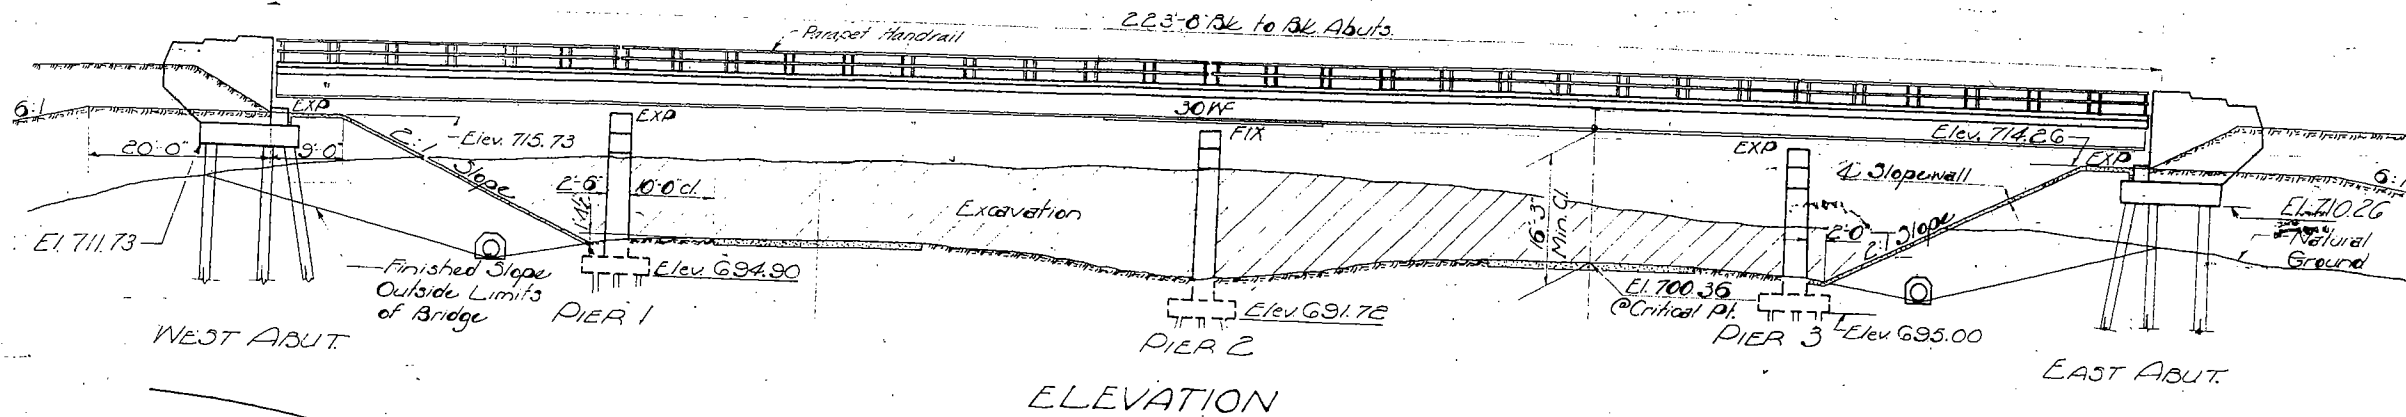 223'-8" Bk. to Bk. Abuts.
Parapet Handrail
6:1
EXP
EXP
30 WF
FIX
Elev. 715.73
Elev. 714.26
EXP
EXP
20'-0"
9'-0"
2:1
Slope
2'-6"
10'-0" cl.
Excavation
16'-3"
Min. Cl.
4" Slopewall
2'-0"
2:1 Slope
6:1
El. 710.26
Natural
Ground
El. 711.73
Finished Slope
Outside Limits
of Bridge
Elev. 694.90
Elev. 691.72
El. 700.36
@ Critical Pt.
Elev. 695.00
WEST ABUT.
PIER 1
PIER 2
PIER 3
EAST ABUT.
ELEVATION